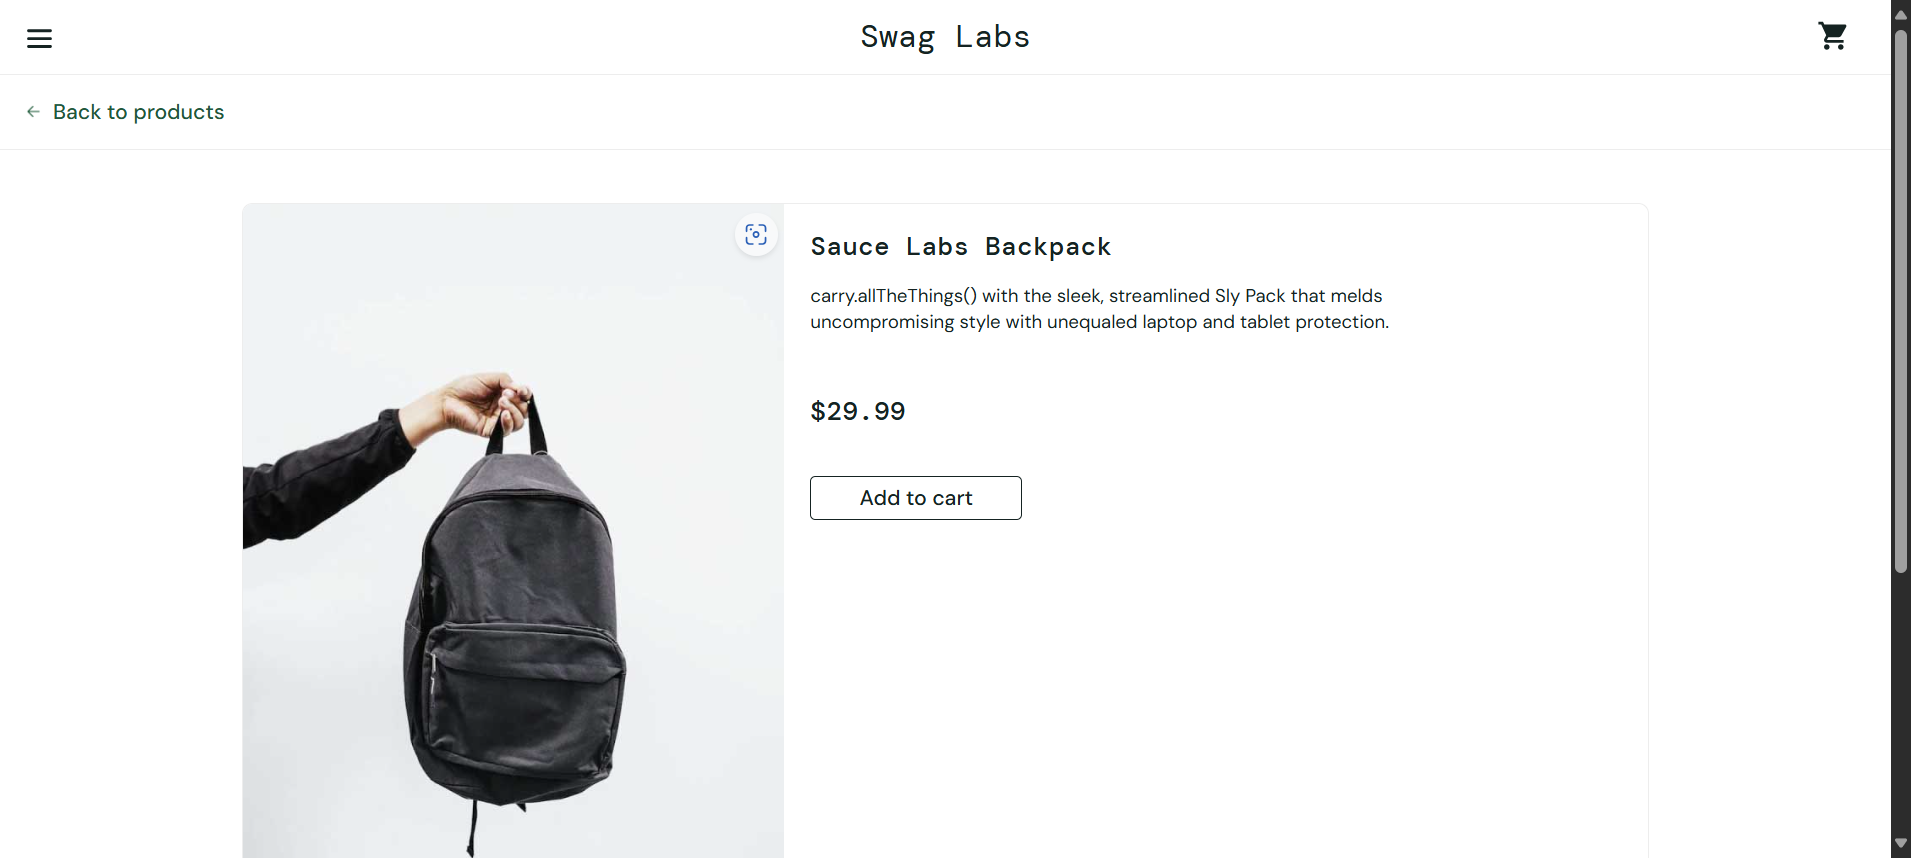 Swag Labs
Back to products
Sauce Labs Backpack
carry.allTheThings() with the sleek, streamlined Sly Pack that melds
uncompromising style with unequaled laptop and tablet protection.
$29.99
Add to cart